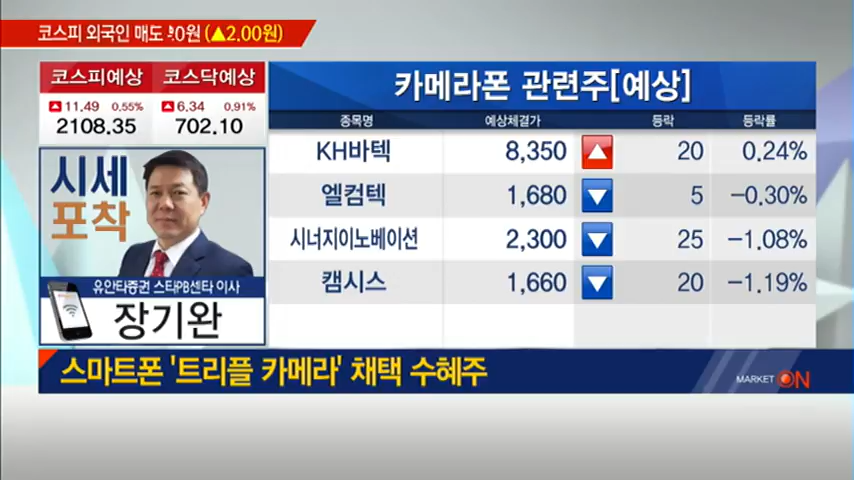 코스피 외국인 매도 0원 (▲2.00원)
코스피예상 코스닥예상
▲ 11.49 0.55% ▲ 6.34 0.91%
2108.35 702.10
시세
포착
유안타증권 스타PB센타 이사
장기완
카메라폰 관련주[예상]
종목명 예상체결가 등락 등락률
KH바텍 8,350 ▲ 20 0.24%
엘컴텍 1,680 ▼ 5 -0.30%
시너지이노베이션 2,300 ▼ 25 -1.08%
캠시스 1,660 ▼ 20 -1.19%
스마트폰 '트리플 카메라' 채택 수혜주
MARKET ON